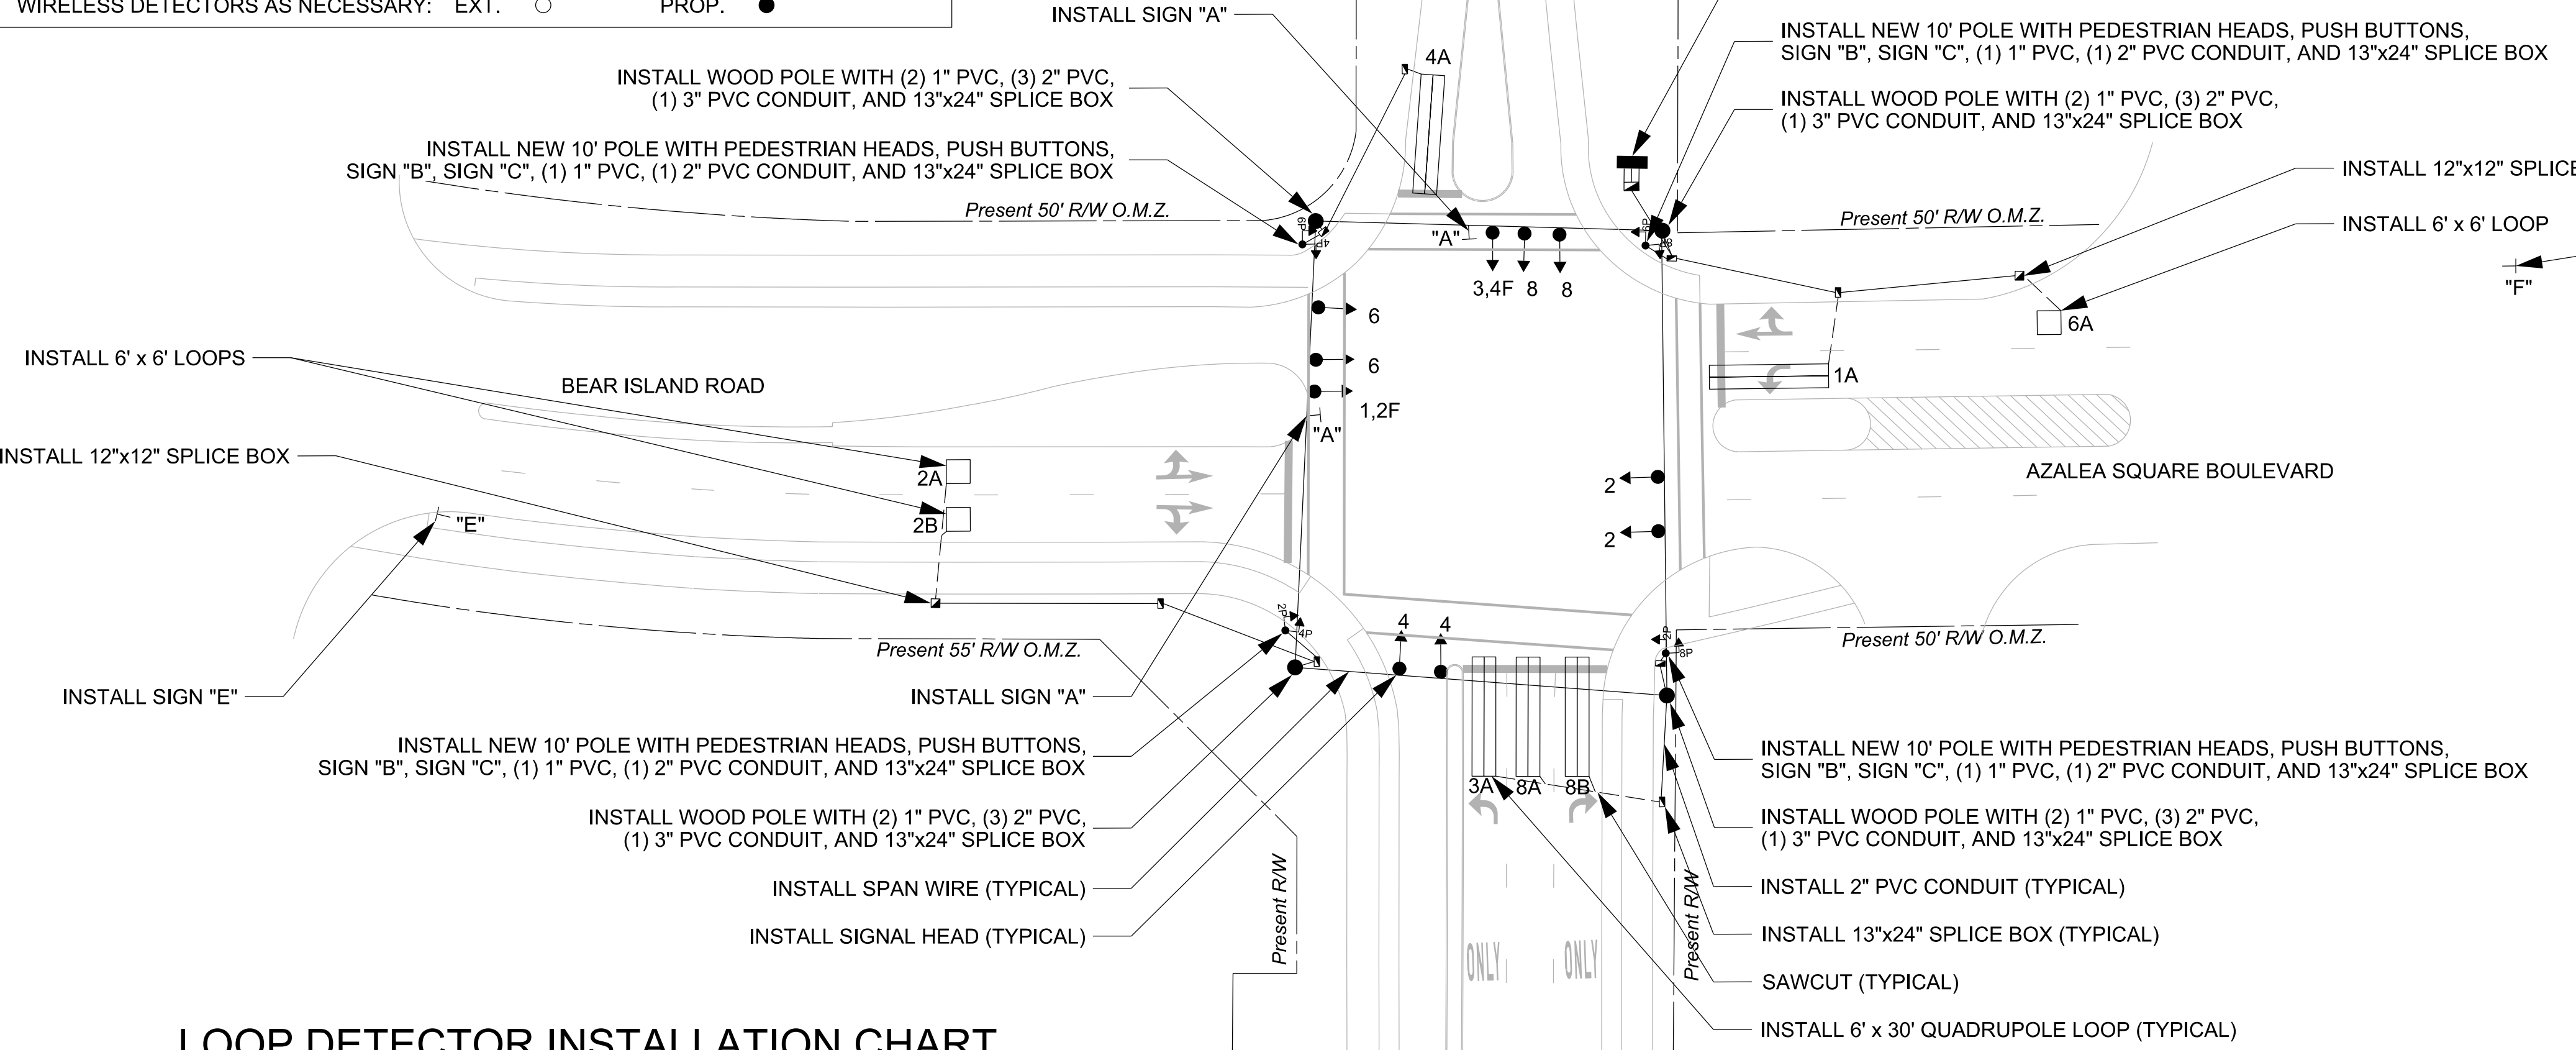 WIRELESS DETECTORS AS NECESSARY: EXT. PROP.
INSTALL SIGN "A"
INSTALL NEW 10' POLE WITH PEDESTRIAN HEADS, PUSH BUTTONS,
SIGN "B", SIGN "C", (1) 1" PVC, (1) 2" PVC CONDUIT, AND 13"x24" SPLICE BOX
INSTALL WOOD POLE WITH (2) 1" PVC, (3) 2" PVC,
(1) 3" PVC CONDUIT, AND 13"x24" SPLICE BOX
4A
INSTALL WOOD POLE WITH (2) 1" PVC, (3) 2" PVC,
(1) 3" PVC CONDUIT, AND 13"x24" SPLICE BOX
INSTALL NEW 10' POLE WITH PEDESTRIAN HEADS, PUSH BUTTONS,
SIGN "B", SIGN "C", (1) 1" PVC, (1) 2" PVC CONDUIT, AND 13"x24" SPLICE BOX
INSTALL 12"x12" SPLICE
Present 50' R/W O.M.Z.
Present 50' R/W O.M.Z.
INSTALL 6' x 6' LOOP
6P
4P
"A"
6P
8P
3,4F
8
8
"F"
6
6A
INSTALL 6' x 6' LOOPS
6
1A
BEAR ISLAND ROAD
1,2F
"A"
INSTALL 12"x12" SPLICE BOX
2A
AZALEA SQUARE BOULEVARD
2
2B
"E"
2
2P
4P
4
4
2P
8P
Present 55' R/W O.M.Z.
Present 50' R/W O.M.Z.
INSTALL SIGN "E"
INSTALL SIGN "A"
INSTALL NEW 10' POLE WITH PEDESTRIAN HEADS, PUSH BUTTONS,
SIGN "B", SIGN "C", (1) 1" PVC, (1) 2" PVC CONDUIT, AND 13"x24" SPLICE BOX
INSTALL NEW 10' POLE WITH PEDESTRIAN HEADS, PUSH BUTTONS,
SIGN "B", SIGN "C", (1) 1" PVC, (1) 2" PVC CONDUIT, AND 13"x24" SPLICE BOX
3A
8A
8B
INSTALL WOOD POLE WITH (2) 1" PVC, (3) 2" PVC,
(1) 3" PVC CONDUIT, AND 13"x24" SPLICE BOX
INSTALL WOOD POLE WITH (2) 1" PVC, (3) 2" PVC,
(1) 3" PVC CONDUIT, AND 13"x24" SPLICE BOX
INSTALL SPAN WIRE (TYPICAL)
INSTALL 2" PVC CONDUIT (TYPICAL)
Present R/W
Present R/W
INSTALL SIGNAL HEAD (TYPICAL)
INSTALL 13"x24" SPLICE BOX (TYPICAL)
ONLY
ONLY
SAWCUT (TYPICAL)
INSTALL 6' x 30' QUADRUPOLE LOOP (TYPICAL)
LOOP DETECTOR INSTALLATION CHART